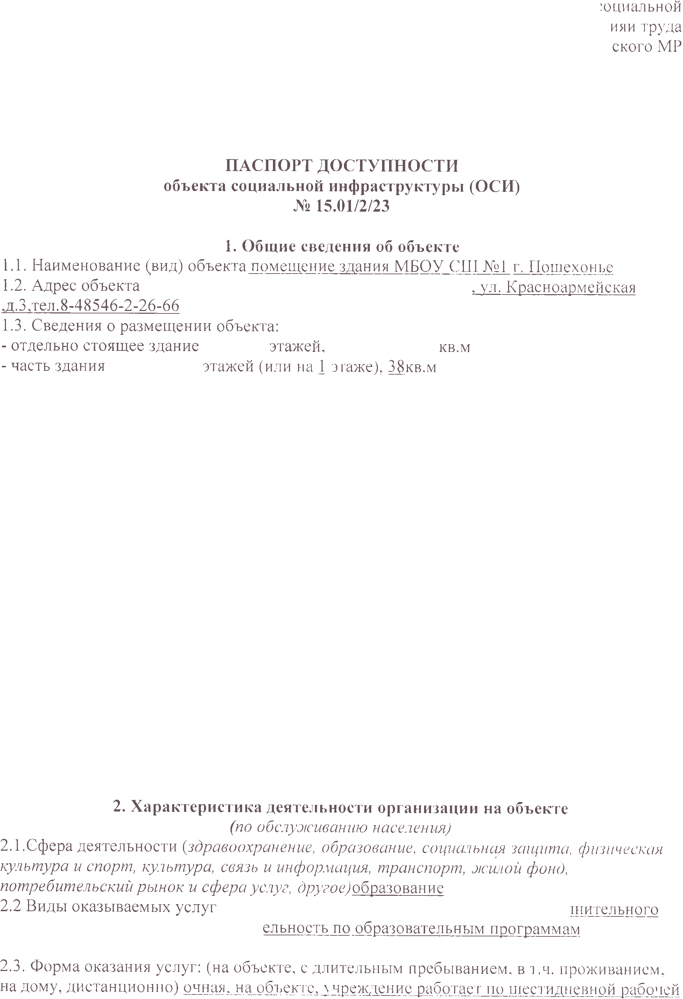 :оциальной
ияи труда
ского МР
ПАСПОРТ ДОСТУПНОСТИ
объекта социальной инфраструктуры (ОСИ)
№ 15.01/2/23
1. Общие сведения об объекте
1.1. Наименование (вид) объекта помещение здания МБОУ СШ №1 г. Пошехонье
1.2. Адрес объекта , ул. Красноармейская
,д.3,тел.8-48546-2-26-66
1.3. Сведения о размещении объекта:
- отдельно стоящее здание этажей, кв.м
- часть здания этажей (или на 1 этаже), 38кв.м
2. Характеристика деятельности организации на объекте
(по обслуживанию населения)
2.1.Сфера деятельности (здравоохранение, образование, социальная защита, физическая
культура и спорт, культура, связь и информация, транспорт, жилой фонд,
потребительский рынок и сфера услуг, другое)образование
2.2 Виды оказываемых услуг нительного
ельность по образовательным программам
2.3. Форма оказания услуг: (на объекте, с длительным пребыванием, в т.ч. проживанием,
на дому, дистанционно) очная, на объекте, учреждение работает по шестидневной рабочей